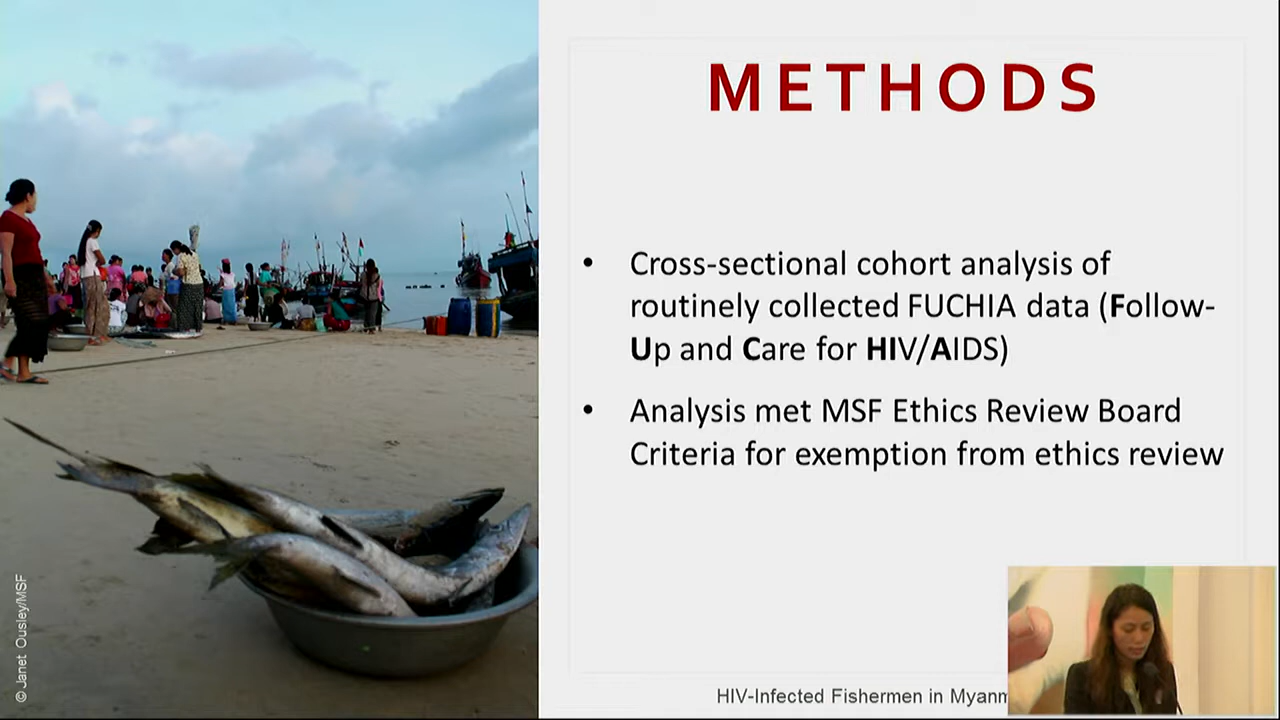 METHODS
• Cross-sectional cohort analysis of
routinely collected FUCHIA data (Follow-
Up and Care for HIV/AIDS)
• Analysis met MSF Ethics Review Board
Criteria for exemption from ethics review
HIV-Infected Fishermen in Myanm
© Janet Ousley/MSF